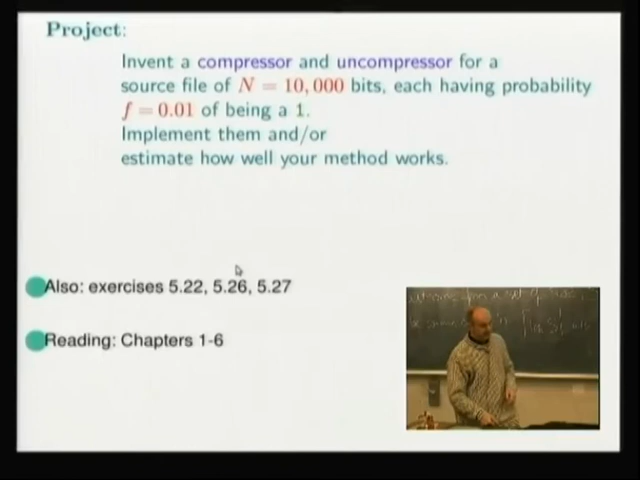 Project:
Invent a compressor and uncompressor for a
source file of N = 10,000 bits, each having probability
f = 0.01 of being a 1.
Implement them and/or
estimate how well your method works.
Also: exercises 5.22, 5.26, 5.27
Reading: Chapters 1-6